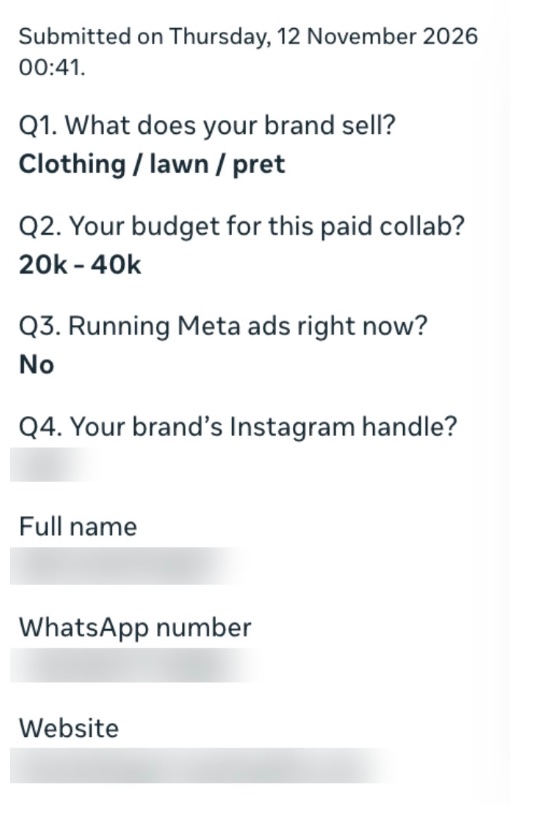 Submitted on Thursday, 12 November 2026
00:41.
Q1. What does your brand sell?
Clothing / lawn / pret
Q2. Your budget for this paid collab?
20k - 40k
Q3. Running Meta ads right now?
No
Q4. Your brand’s Instagram handle?
Full name
WhatsApp number
Website